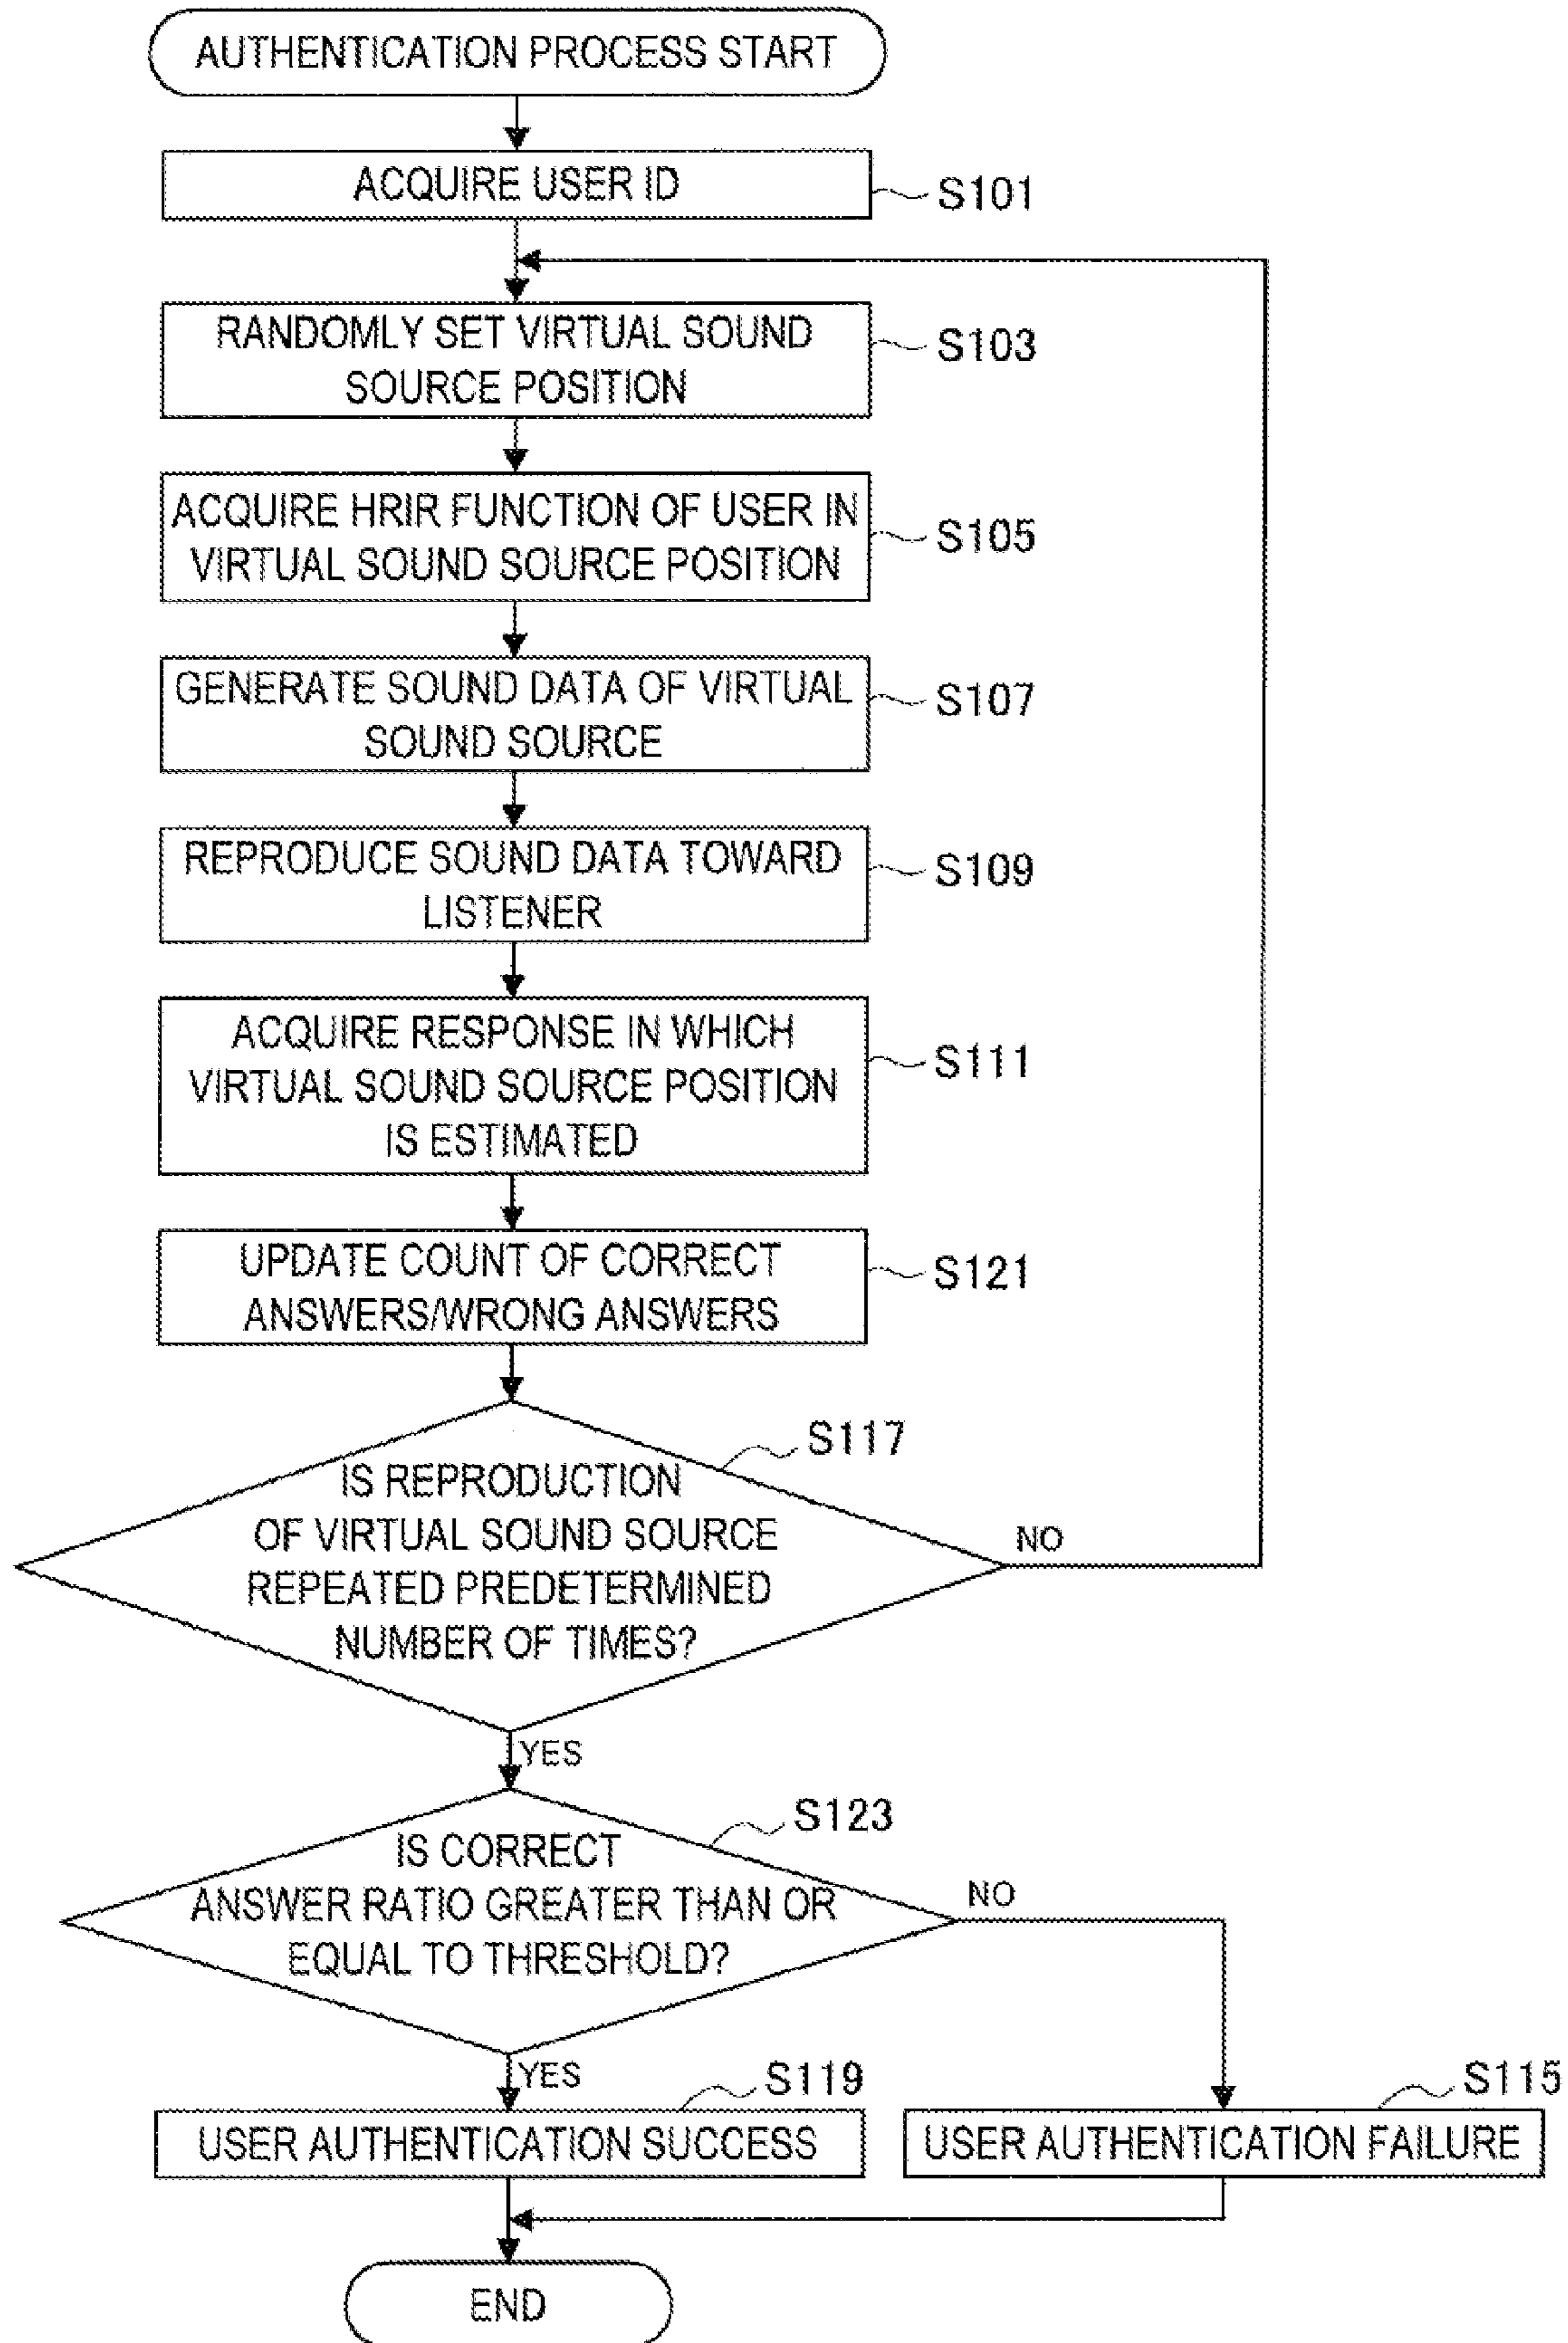 AUTHENTICATION PROCESS START
ACQUIRE USER ID
S101
RANDOMLY SET VIRTUAL SOUND
SOURCE POSITION
S103
ACQUIRE HRIR FUNCTION OF USER IN
VIRTUAL SOUND SOURCE POSITION
S105
GENERATE SOUND DATA OF VIRTUAL
SOUND SOURCE
S107
REPRODUCE SOUND DATA TOWARD
LISTENER
S109
ACQUIRE RESPONSE IN WHICH
VIRTUAL SOUND SOURCE POSITION
IS ESTIMATED
S111
UPDATE COUNT OF CORRECT
ANSWERS/WRONG ANSWERS
S121
S117
IS REPRODUCTION
OF VIRTUAL SOUND SOURCE
REPEATED PREDETERMINED
NUMBER OF TIMES?
NO
YES
S123
IS CORRECT
ANSWER RATIO GREATER THAN OR
EQUAL TO THRESHOLD?
NO
YES
S119
USER AUTHENTICATION SUCCESS
S115
USER AUTHENTICATION FAILURE
END